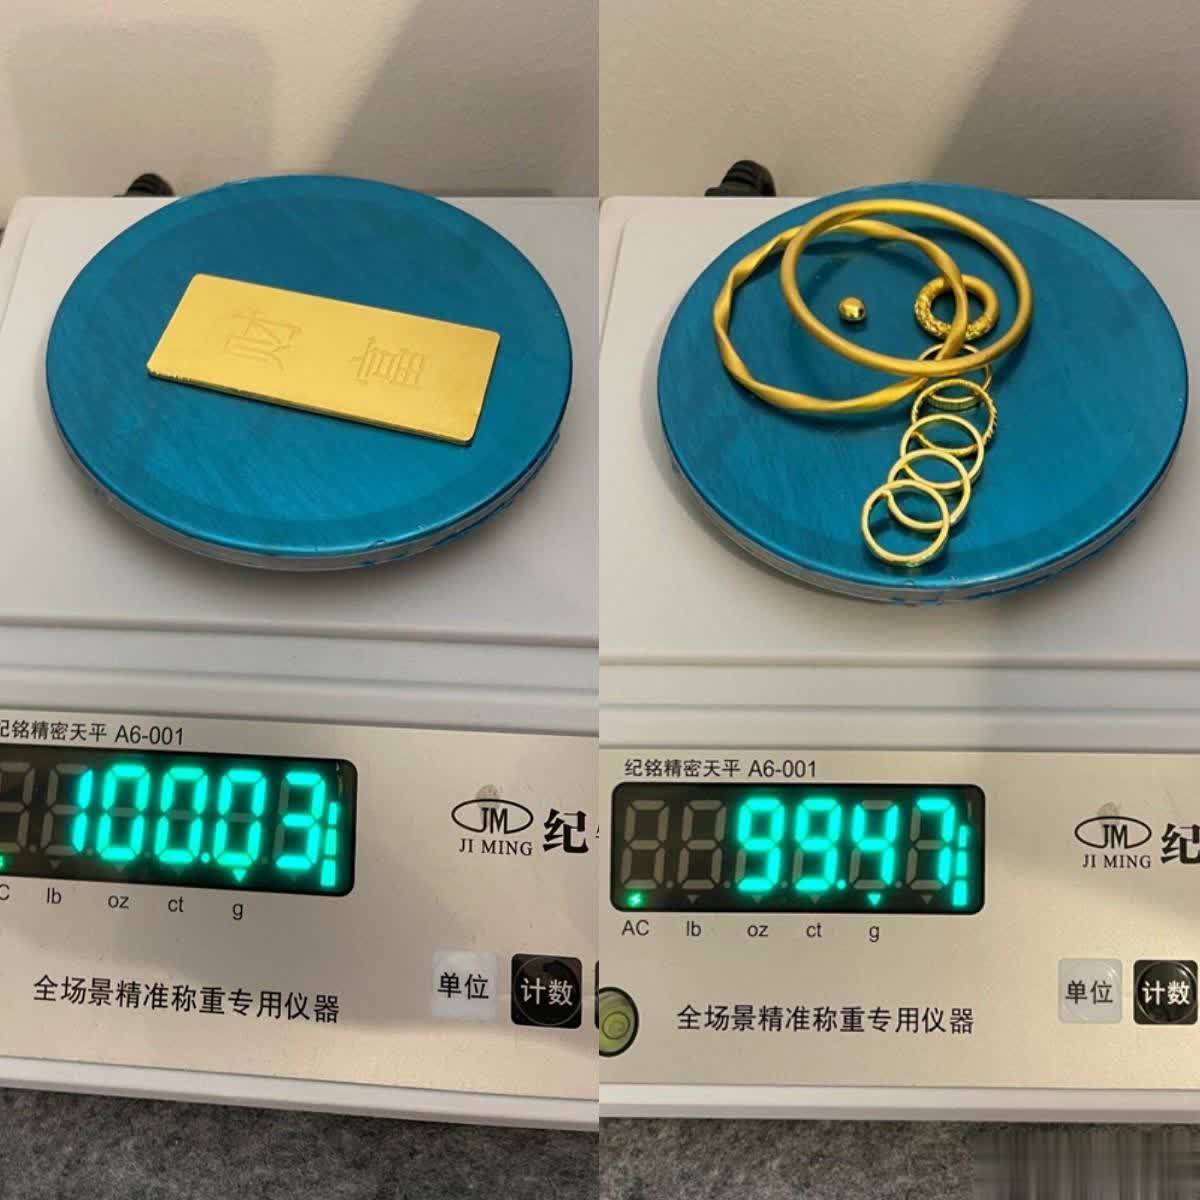 财富
纪铭精密天平 A6-001
100.03
C lb oz ct g
JM
JI MING
纪
全场景精准称重专用仪器
单位
计数
纪铭精密天平 A6-001
99.47
AC lb oz ct g
JM
JI MING
纪
全场景精准称重专用仪器
单位
计数